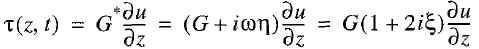 τ(z, t) = G*∂u/∂z = (G + iωη)∂u/∂z = G(1 + 2iξ)∂u/∂z